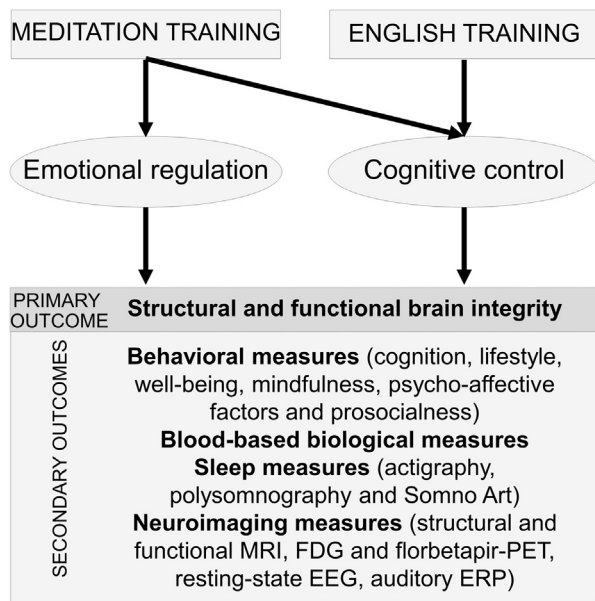 MEDITATION TRAINING
ENGLISH TRAINING
Emotional regulation
Cognitive control
PRIMARY
OUTCOME
Structural and functional brain integrity
SECONDARY OUTCOMES
Behavioral measures (cognition, lifestyle,
well-being, mindfulness, psycho-affective
factors and prosocialness)
Blood-based biological measures
Sleep measures (actigraphy,
polysomnography and Somno Art)
Neuroimaging measures (structural and
functional MRI, FDG and florbetapir-PET,
resting-state EEG, auditory ERP)